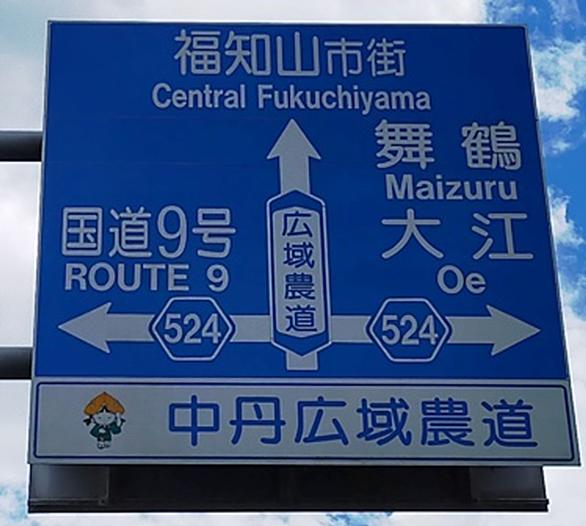 福知山市街
Central Fukuchiyama
舞鶴
Maizuru
国道9号
ROUTE 9
大江
Oe
広域農道
524
524
中丹広域農道